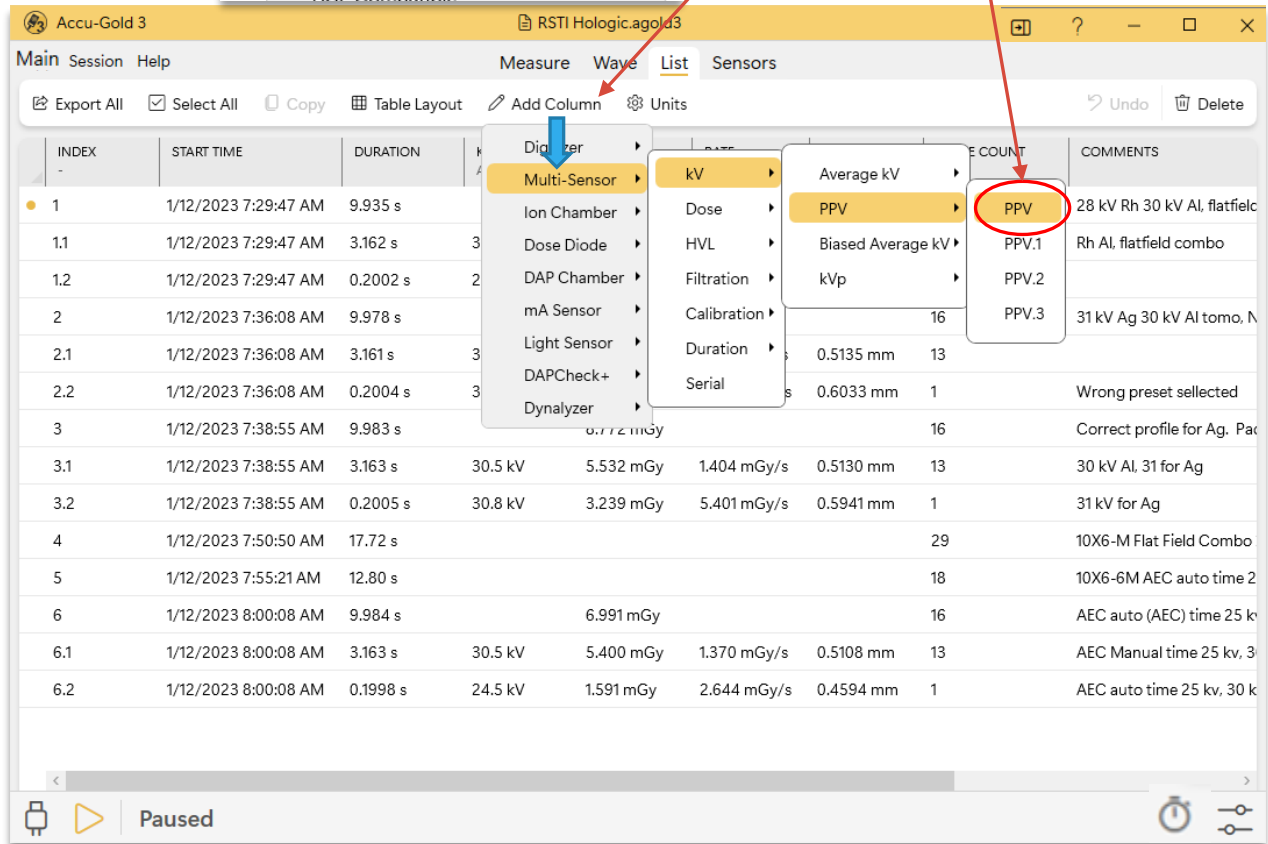 Accu-Gold 3 RSTI Hologic.agold3 ?
Main Session Help Measure Wave List Sensors
Export All Select All Copy Table Layout Add Column Units Undo Delete
INDEX START TIME DURATION E COUNT COMMENTS
-
Multi-Sensor
Ion Chamber
Dose Diode
DAP Chamber
mA Sensor
Light Sensor
DAPCheck+
Dynalyzer
kV
Dose
HVL
Filtration
Calibration
Duration
Serial
Average kV
PPV
Biased Average kV
kVp
PPV
PPV.1
PPV.2
PPV.3
1 1/12/2023 7:29:47 AM 9.935 s 28 kV Rh 30 kV Al, flatfield
1.1 1/12/2023 7:29:47 AM 3.162 s 3 Rh Al, flatfield combo
1.2 1/12/2023 7:29:47 AM 0.2002 s 2
2 1/12/2023 7:36:08 AM 9.978 s 16 31 kV Ag 30 kV Al tomo, N
2.1 1/12/2023 7:36:08 AM 3.161 s 3 0.5135 mm 13
2.2 1/12/2023 7:36:08 AM 0.2004 s 3 s 0.6033 mm 1 Wrong preset sellected
3 1/12/2023 7:38:55 AM 9.983 s 8.772 mGy 16 Correct profile for Ag. Pad
3.1 1/12/2023 7:38:55 AM 3.163 s 30.5 kV 5.532 mGy 1.404 mGy/s 0.5130 mm 13 30 kV Al, 31 for Ag
3.2 1/12/2023 7:38:55 AM 0.2005 s 30.8 kV 3.239 mGy 5.401 mGy/s 0.5941 mm 1 31 kV for Ag
4 1/12/2023 7:50:50 AM 17.72 s 29 10X6-M Flat Field Combo
5 1/12/2023 7:55:21 AM 12.80 s 18 10X6-6M AEC auto time 2
6 1/12/2023 8:00:08 AM 9.984 s 6.991 mGy 16 AEC auto (AEC) time 25 kv
6.1 1/12/2023 8:00:08 AM 3.163 s 30.5 kV 5.400 mGy 1.370 mGy/s 0.5108 mm 13 AEC Manual time 25 kv, 3
6.2 1/12/2023 8:00:08 AM 0.1998 s 24.5 kV 1.591 mGy 2.644 mGy/s 0.4594 mm 1 AEC auto time 25 kv, 30 k
Paused